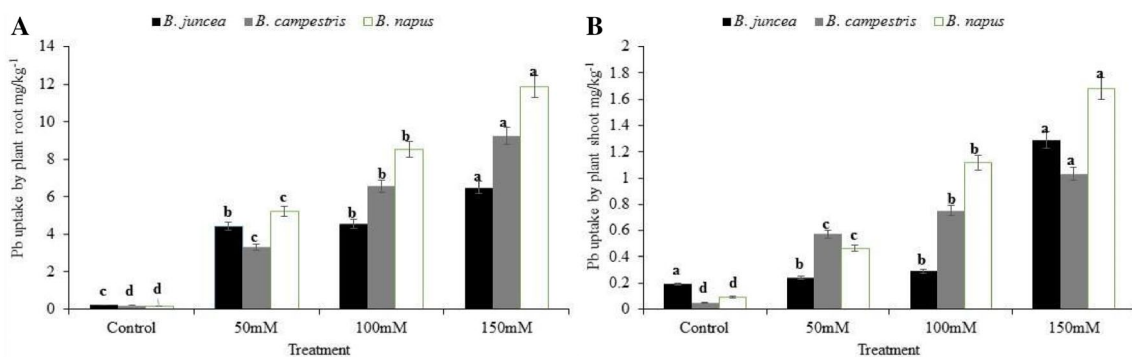 A
B. juncea B. campestris B. napus
Pb uptake by plant root mg/kg-1
14
12
10
8
6
4
2
0
c d d
b c c
b b b
a a a
Control 50mM 100mM 150mM
Treatment
B
B. juncea B. campestris B. napus
Pb uptake by plant shoot mg/kg-1
2
1.8
1.6
1.4
1.2
1
0.8
0.6
0.4
0.2
0
a d d
b c c
b b b
a a a
Control 50mM 100mM 150mM
Treatment